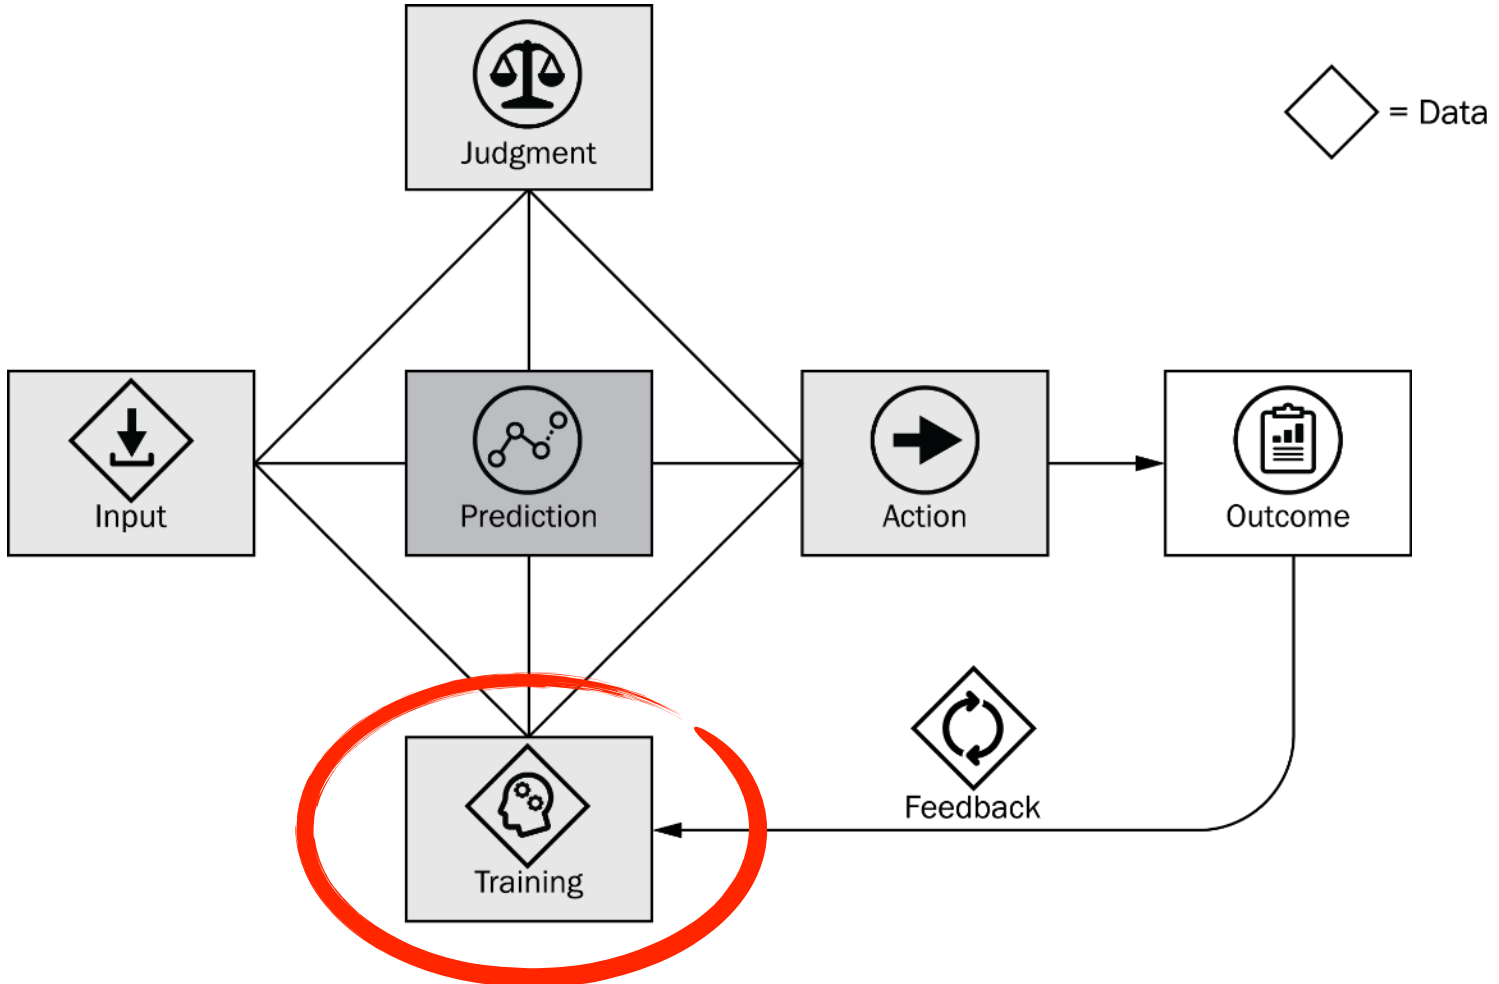 Judgment
= Data
Input
Prediction
Action
Outcome
Feedback
Training